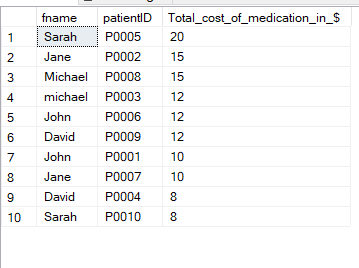 fname patientID Total_cost_of_medication_in_$
1 Sarah P0005 20
2 Jane P0002 15
3 Michael P0008 15
4 michael P0003 12
5 John P0006 12
6 David P0009 12
7 John P0001 10
8 Jane P0007 10
9 David P0004 8
10 Sarah P0010 8